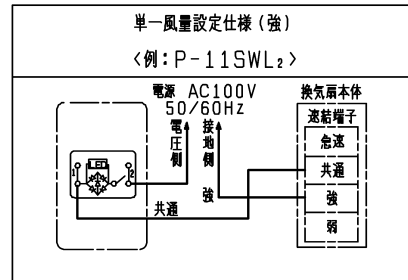 単一風量設定仕様（強）
〈例：P-11SWL₂〉
電源 AC100V
50/60Hz
電圧側
接地側
強
共通
LED
1
2
換気扇本体
速結端子
急速
共通
強
弱